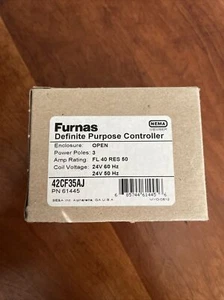 Furnas
NEMA
Definite Purpose Controller
Enclosure: OPEN
Power Poles: 3
Amp Rating: FL 40 RES 50
Coil Voltage: 24V 60 Hz
24V 50 Hz
42CF35AJ
PN 61445